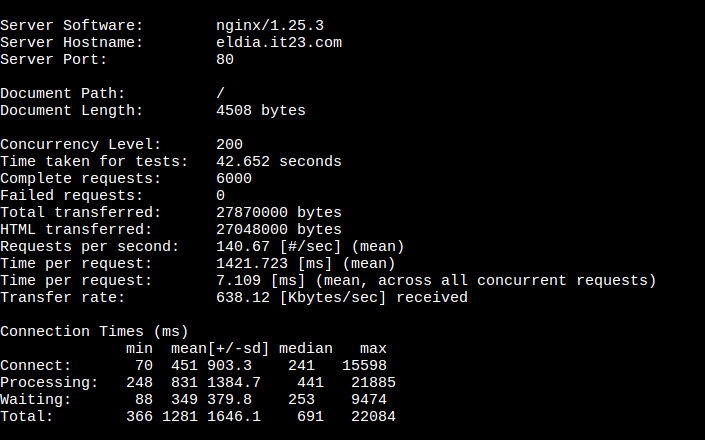 Server Software: nginx/1.25.3
Server Hostname: eldia.it23.com
Server Port: 80
Document Path: /
Document Length: 4508 bytes
Concurrency Level: 200
Time taken for tests: 42.652 seconds
Complete requests: 6000
Failed requests: 0
Total transferred: 27870000 bytes
HTML transferred: 27048000 bytes
Requests per second: 140.67 [#/sec] (mean)
Time per request: 1421.723 [ms] (mean)
Time per request: 7.109 [ms] (mean, across all concurrent requests)
Transfer rate: 638.12 [Kbytes/sec] received
Connection Times (ms)
min mean[+/-sd] median max
Connect: 70 451 903.3 241 15598
Processing: 248 831 1384.7 441 21885
Waiting: 88 349 379.8 253 9474
Total: 366 1281 1646.1 691 22084